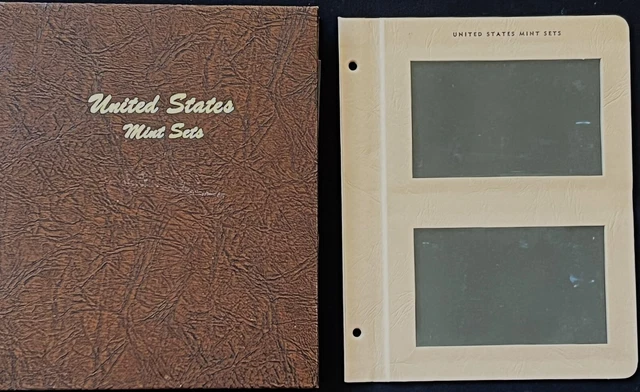 United States
Mint Sets
UNITED STATES MINT SETS